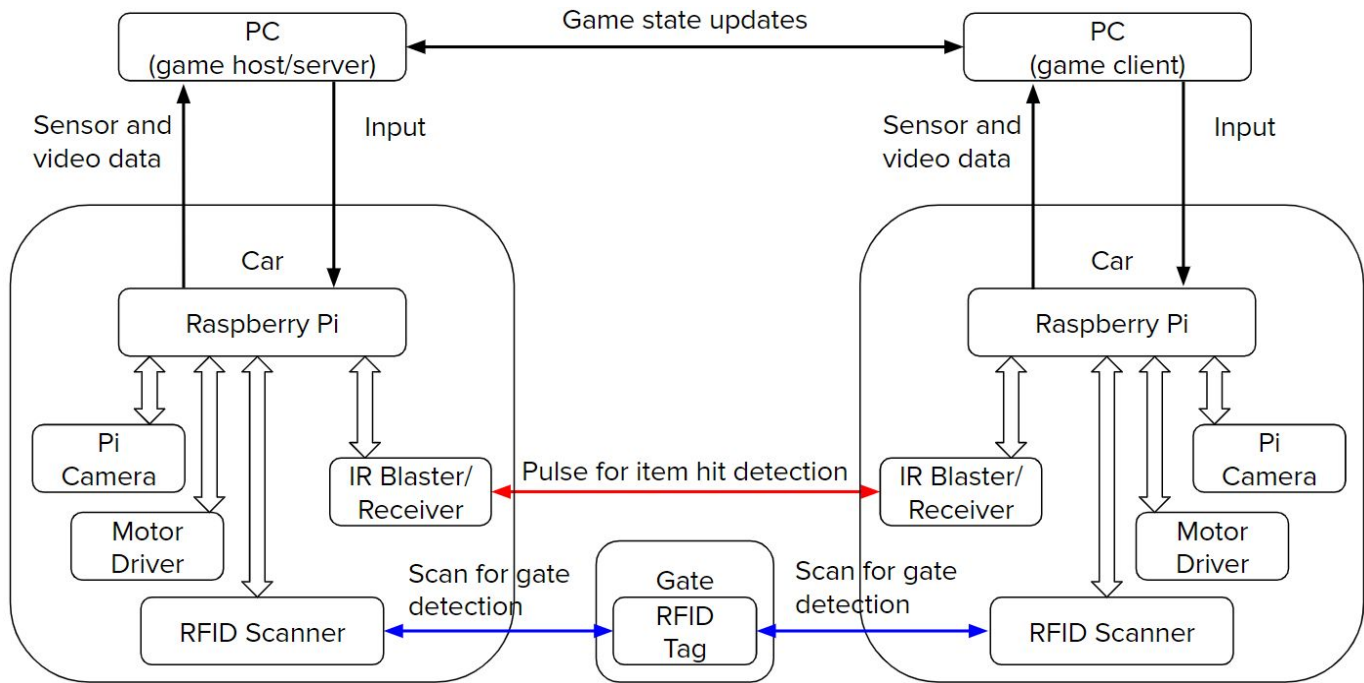 PC
(game host/server)
Game state updates
PC
(game client)
Sensor and
video data
Input
Sensor and
video data
Input
Car
Raspberry Pi
Car
Raspberry Pi
Pi
Camera
Motor
Driver
IR Blaster/
Receiver
RFID Scanner
Pulse for item hit detection
IR Blaster/
Receiver
Pi
Camera
Motor
Driver
RFID Scanner
Scan for gate
detection
Gate
RFID
Tag
Scan for gate
detection